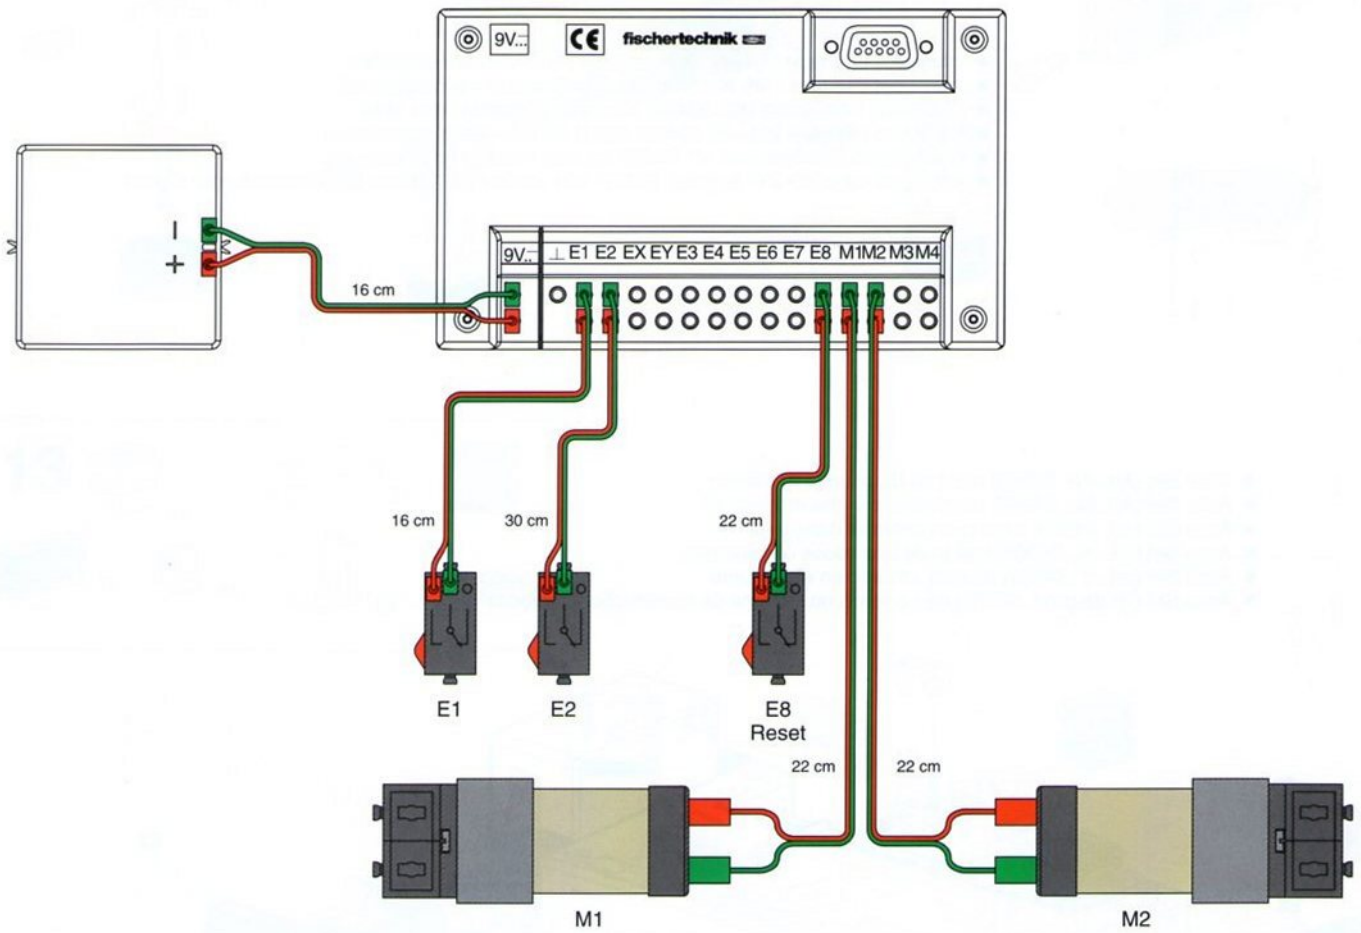 9V
CE
fischertechnik
−
+
9V
⊥ E1 E2 EX EY E3 E4 E5 E6 E7 E8 M1 M2 M3 M4
16 cm
16 cm
30 cm
22 cm
E1
E2
E8
Reset
22 cm
22 cm
M1
M2